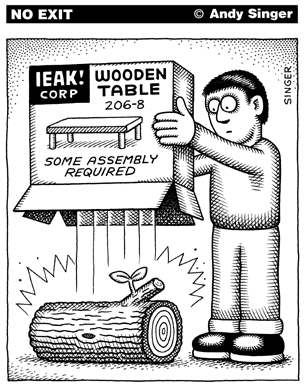 NO EXIT © Andy Singer
IEAK!
CORP
WOODEN
TABLE
206-8
SOME ASSEMBLY
REQUIRED
SINGER